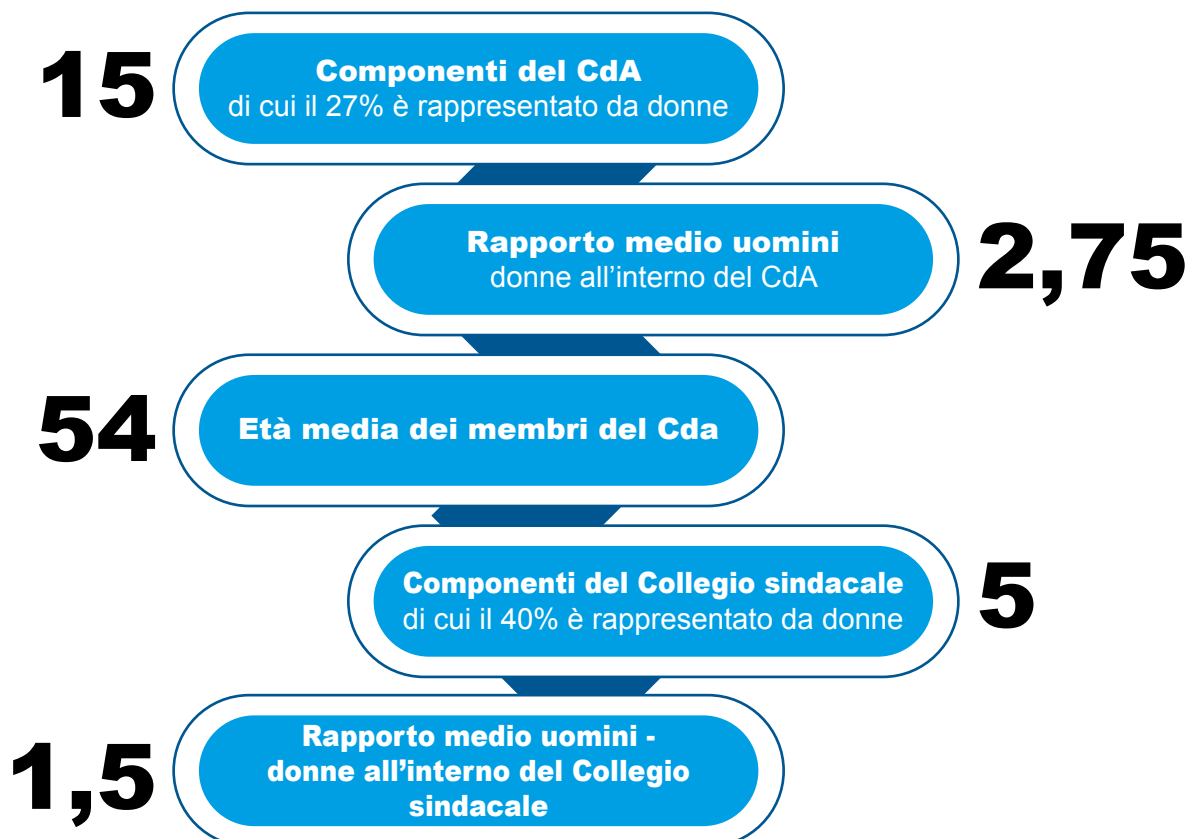 15
Componenti del CdA
di cui il 27% è rappresentato da donne
Rapporto medio uomini
donne all’interno del CdA
2,75
54
Età media dei membri del Cda
Componenti del Collegio sindacale
di cui il 40% è rappresentato da donne
5
1,5
Rapporto medio uomini -
donne all’interno del Collegio
sindacale